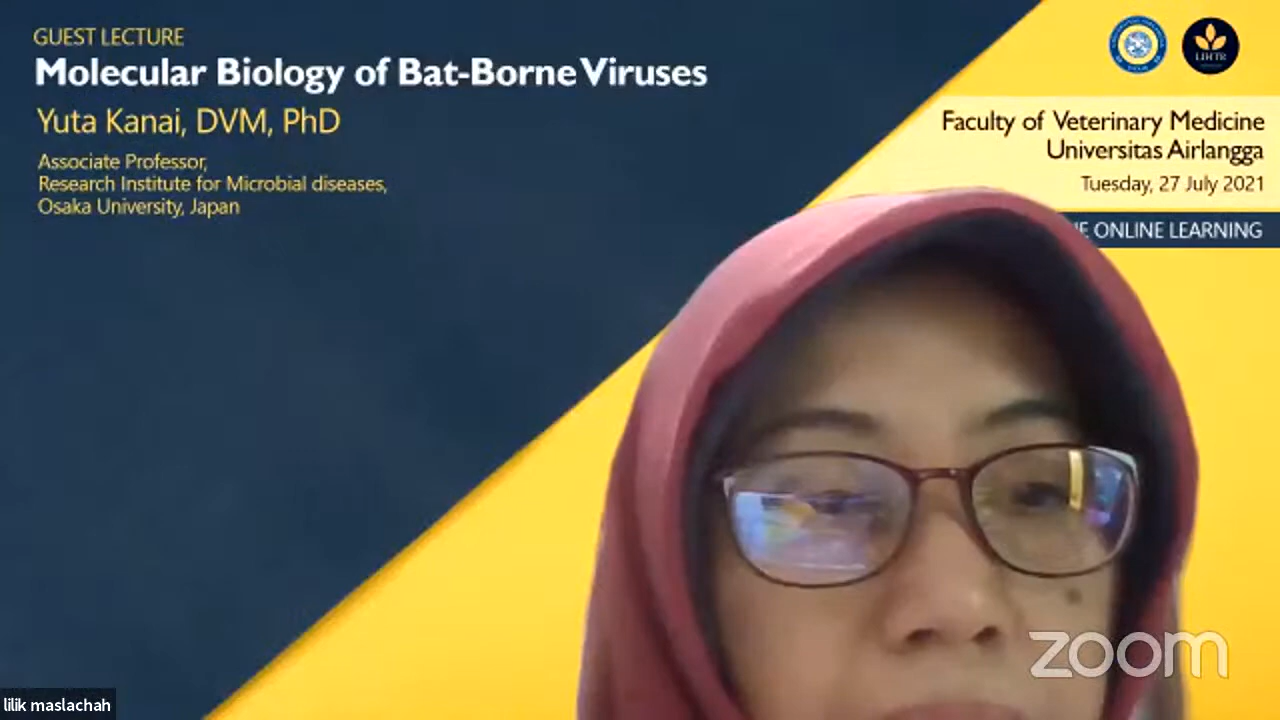 GUEST LECTURE
Molecular Biology of Bat-Borne Viruses
Yuta Kanai, DVM, PhD
Associate Professor,
Research Institute for Microbial diseases,
Osaka University, Japan
LIHTR
Faculty of Veterinary Medicine
Universitas Airlangga
Tuesday, 27 July 2021
ONLINE LEARNING
zoom
lilik maslachah